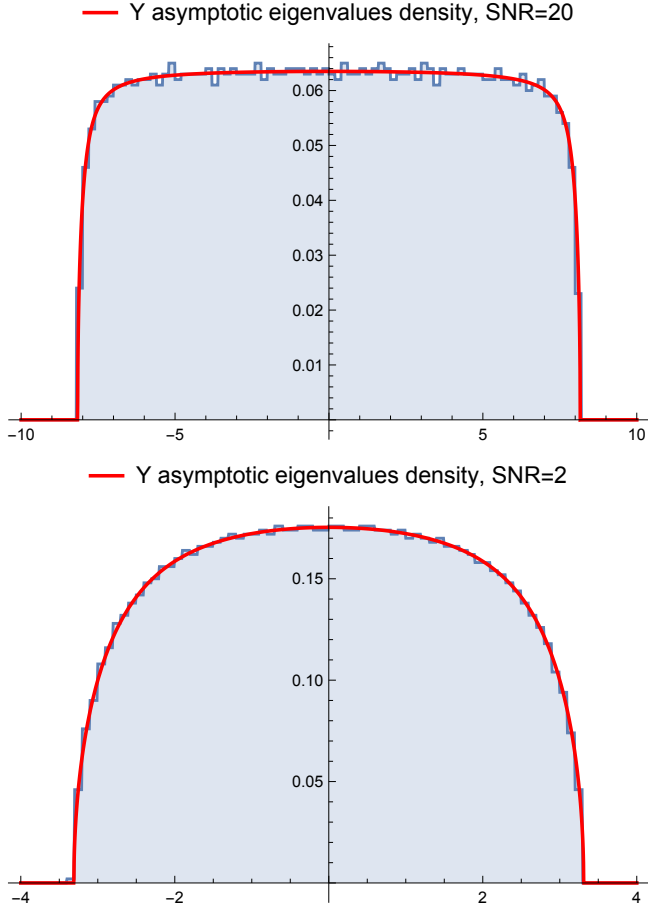 Y asymptotic eigenvalues density, SNR=20
0.06
0.05
0.04
0.03
0.02
0.01
−10 −5 5 10
Y asymptotic eigenvalues density, SNR=2
0.15
0.10
0.05
−4 −2 2 4